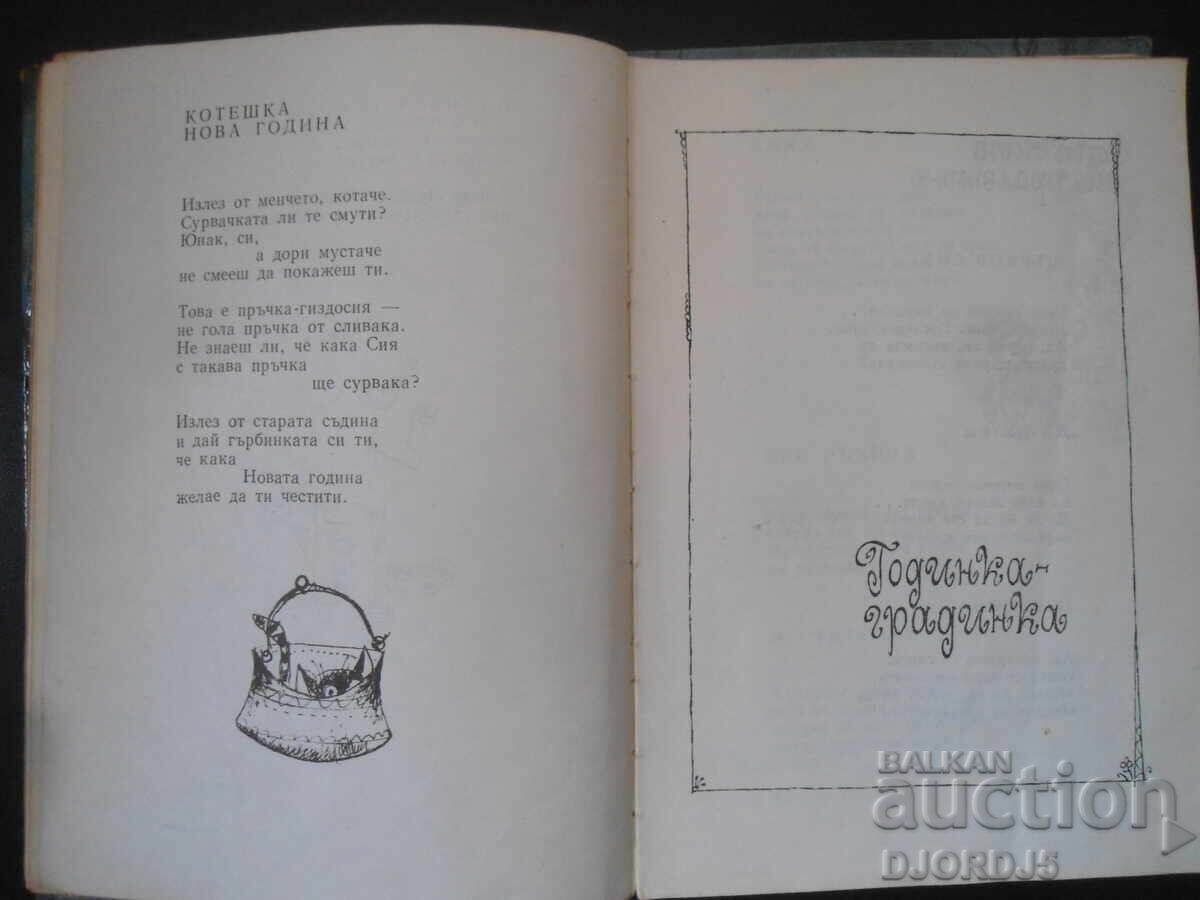 КОТЕШКА
НОВА ГОДИНА
Излез от менчето, котаче.
Сурвачката ли те смути?
Юнак, си,
а дори мустаче
не смееш да покажеш ти.
Това е пръчка-гиздосия —
не гола пръчка от сливака.
Не знаеш ли, че кака Сия
с такава пръчка
ще сурвака?
Излез от старата съдина
и дай гърбинката си ти,
че кака
Новата година
желае да ти честити.
Годинка-
градинка
BALKAN
auction
DJORDJ5